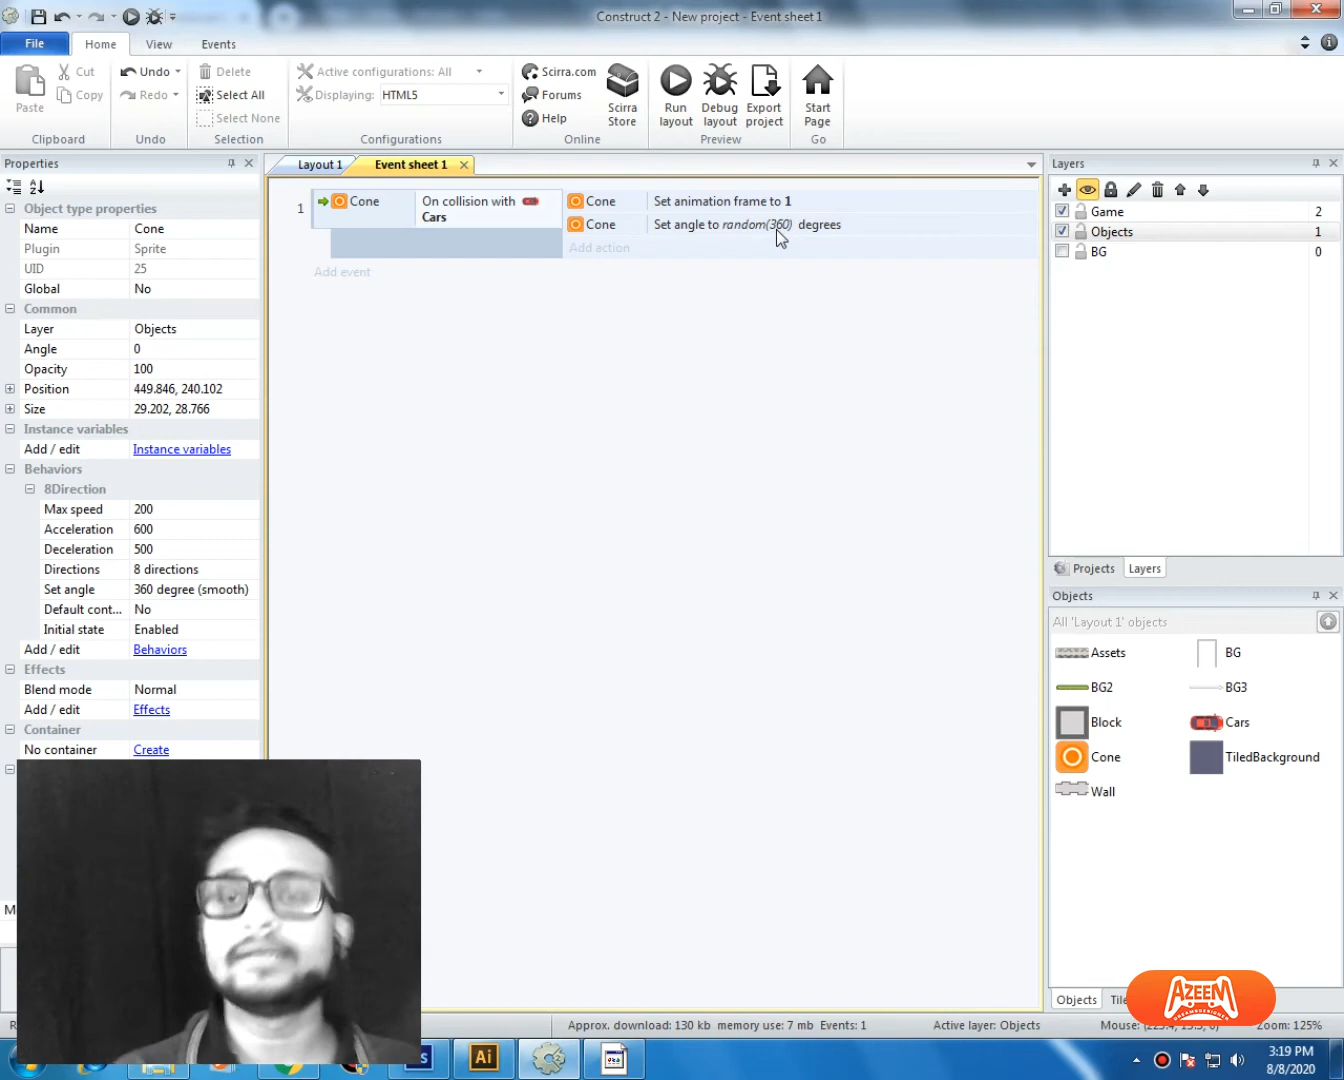 Construct 2 - New project - Event sheet 1
File
Home
View
Events
Paste
Cut
Copy
Clipboard
Undo
Redo
Undo
Delete
Select All
Select None
Selection
Active configurations: All
Displaying: HTML5
Configurations
Scirra.com
Forums
Help
Scirra Store
Online
Run layout
Debug layout
Export project
Preview
Start Page
Go
Properties
Object type properties
Name Cone
Plugin Sprite
UID 25
Global No
Common
Layer Objects
Angle 0
Opacity 100
Position 449.846, 240.102
Size 29.202, 28.766
Instance variables
Add / edit Instance variables
Behaviors
8Direction
Max speed 200
Acceleration 600
Deceleration 500
Directions 8 directions
Set angle 360 degree (smooth)
Default cont... No
Initial state Enabled
Add / edit Behaviors
Effects
Blend mode Normal
Add / edit Effects
Container
No container Create
Layout 1
Event sheet 1
1
Cone On collision with
Cars
Cone Set animation frame to 1
Cone Set angle to random(360) degrees
Add action
Add event
Layers
Game 2
Objects 1
BG 0
Projects
Layers
Objects
All 'Layout 1' objects
Assets BG
BG2 BG3
Block Cars
Cone TiledBackground
Wall
Objects
AZEEM
DREAMDESIGNER
Approx. download: 130 kb memory use: 7 mb Events: 1
Active layer: Objects
Zoom: 125%
Ai
3:19 PM
8/8/2020